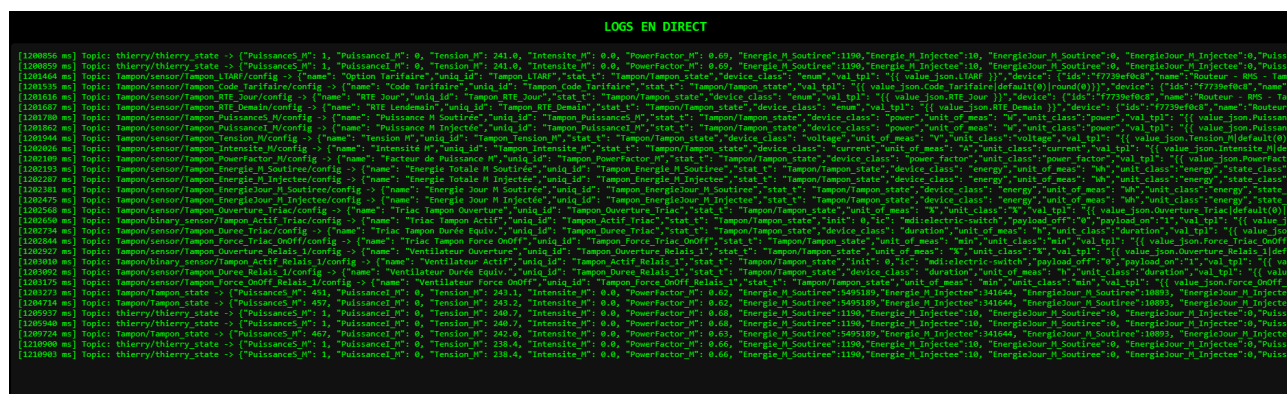 LOGS EN DIRECT
[1200856 ms] Topic: thierry/thierry_state -> {"PuissanceS_M": 1, "PuissanceI_M": 0, "Tension_M": 241.0, "Intensite_M": 0.0, "PowerFactor_M": 0.69, "Energie_M_Soutiree":1190,"Energie_M_Injectee":10, "EnergieJour_M_Soutiree":0, "EnergieJour_M_Injectee":0,"Puiss
[1200859 ms] Topic: thierry/thierry_state -> {"PuissanceS_M": 1, "PuissanceI_M": 0, "Tension_M": 241.0, "Intensite_M": 0.0, "PowerFactor_M": 0.69, "Energie_M_Soutiree":1190,"Energie_M_Injectee":10, "EnergieJour_M_Soutiree":0, "EnergieJour_M_Injectee":0,"Puiss
[1201464 ms] Topic: Tampon/sensor/Tampon_LTARF/config -> {"name": "Option Tarifaire","uniq_id": "Tampon_LTARF","stat_t": "Tampon/Tampon_state","device_class": "enum","val_tpl": "{{ value_json.LTARF }}","device": {"ids":"f7739ef0c8","name":"Routeur - RMS - Tam
[1201535 ms] Topic: Tampon/sensor/Tampon_Code_Tarifaire/config -> {"name": "Code Tarifaire","uniq_id": "Tampon_Code_Tarifaire","stat_t": "Tampon/Tampon_state","val_tpl": "{{ value_json.Code_Tarifaire|default(0)|round(0)}}","device": {"ids":"f7739ef0c8","name"
[1201616 ms] Topic: Tampon/sensor/Tampon_RTE_Jour/config -> {"name": "RTE Jour","uniq_id": "Tampon_RTE_Jour","stat_t": "Tampon/Tampon_state","device_class": "enum","val_tpl": "{{ value_json.RTE_Jour }}","device": {"ids":"f7739ef0c8","name":"Routeur - RMS - Ta
[1201687 ms] Topic: Tampon/sensor/Tampon_RTE_Demain/config -> {"name": "RTE Lendemain","uniq_id": "Tampon_RTE_Demain","stat_t": "Tampon/Tampon_state","device_class": "enum","val_tpl": "{{ value_json.RTE_Demain }}","device": {"ids":"f7739ef0c8","name":"Routeur
[1201780 ms] Topic: Tampon/sensor/Tampon_PuissanceS_M/config -> {"name": "Puissance M Soutirée","uniq_id": "Tampon_PuissanceS_M","stat_t": "Tampon/Tampon_state","device_class": "power","unit_of_meas": "W","unit_class":"power","val_tpl": "{{ value_json.Puissan
[1201862 ms] Topic: Tampon/sensor/Tampon_PuissanceI_M/config -> {"name": "Puissance M Injectée","uniq_id": "Tampon_PuissanceI_M","stat_t": "Tampon/Tampon_state","device_class": "power","unit_of_meas": "W","unit_class":"power","val_tpl": "{{ value_json.Puissan
[1201944 ms] Topic: Tampon/sensor/Tampon_Tension_M/config -> {"name": "Tension M","uniq_id": "Tampon_Tension_M","stat_t": "Tampon/Tampon_state","device_class": "voltage","unit_of_meas": "V","unit_class":"voltage","val_tpl": "{{ value_json.Tension_M|default(0)
[1202026 ms] Topic: Tampon/sensor/Tampon_Intensite_M/config -> {"name": "Intensité M","uniq_id": "Tampon_Intensite_M","stat_t": "Tampon/Tampon_state","device_class": "current","unit_of_meas": "A","unit_class":"current","val_tpl": "{{ value_json.Intensite_M|de
[1202109 ms] Topic: Tampon/sensor/Tampon_PowerFactor_M/config -> {"name": "Facteur de Puissance M","uniq_id": "Tampon_PowerFactor_M","stat_t": "Tampon/Tampon_state","device_class": "power_factor","unit_class":"power_factor","val_tpl": "{{ value_json.PowerFact
[1202193 ms] Topic: Tampon/sensor/Tampon_Energie_M_Soutiree/config -> {"name": "Energie Totale M Soutirée","uniq_id": "Tampon_Energie_M_Soutiree","stat_t": "Tampon/Tampon_state","device_class": "energy","unit_of_meas": "Wh","unit_class":"energy","state_class
[1202287 ms] Topic: Tampon/sensor/Tampon_Energie_M_Injectee/config -> {"name": "Energie Totale M Injectée","uniq_id": "Tampon_Energie_M_Injectee","stat_t": "Tampon/Tampon_state","device_class": "energy","unit_of_meas": "Wh","unit_class":"energy","state_class
[1202381 ms] Topic: Tampon/sensor/Tampon_EnergieJour_M_Soutiree/config -> {"name": "Energie Jour M Soutirée","uniq_id": "Tampon_EnergieJour_M_Soutiree","stat_t": "Tampon/Tampon_state","device_class": "energy","unit_of_meas": "Wh","unit_class":"energy","state
[1202475 ms] Topic: Tampon/sensor/Tampon_EnergieJour_M_Injectee/config -> {"name": "Energie Jour M Injectée","uniq_id": "Tampon_EnergieJour_M_Injectee","stat_t": "Tampon/Tampon_state","device_class": "energy","unit_of_meas": "Wh","unit_class":"energy","state
[1202568 ms] Topic: Tampon/sensor/Tampon_Ouverture_Triac/config -> {"name": "Triac Tampon Ouverture","uniq_id": "Tampon_Ouverture_Triac","stat_t": "Tampon/Tampon_state","unit_of_meas": "%","unit_class":"%","val_tpl": "{{ value_json.Ouverture_Triac|default(0)|
[1202650 ms] Topic: Tampon/binary_sensor/Tampon_Actif_Triac/config -> {"name": "Triac Tampon Actif","uniq_id": "Tampon_Actif_Triac","stat_t": "Tampon/Tampon_state","init": 0,"ic": "mdi:electric-switch","payload_off":"0","payload_on":"1","val_tpl": "{{ value
[1202734 ms] Topic: Tampon/sensor/Tampon_Duree_Triac/config -> {"name": "Triac Tampon Durée Equiv.","uniq_id": "Tampon_Duree_Triac","stat_t": "Tampon/Tampon_state","device_class": "duration","unit_of_meas": "h","unit_class":"duration","val_tpl": "{{ value_jso
[1202844 ms] Topic: Tampon/sensor/Tampon_Force_Triac_OnOff/config -> {"name": "Triac Tampon Force OnOff","uniq_id": "Tampon_Force_Triac_OnOff","stat_t": "Tampon/Tampon_state","unit_of_meas": "min","unit_class":"min","val_tpl": "{{ value_json.Force_Triac_OnOff
[1202927 ms] Topic: Tampon/sensor/Tampon_Ouverture_Relais_1/config -> {"name": "Ventilateur Ouverture","uniq_id": "Tampon_Ouverture_Relais_1","stat_t": "Tampon/Tampon_state","unit_of_meas": "%","unit_class":"%","val_tpl": "{{ value_json.Ouverture_Relais_1|def
[1203010 ms] Topic: Tampon/binary_sensor/Tampon_Actif_Relais_1/config -> {"name": "Ventilateur Actif","uniq_id": "Tampon_Actif_Relais_1","stat_t": "Tampon/Tampon_state","init": 0,"ic": "mdi:electric-switch","payload_off":"0","payload_on":"1","val_tpl": "{{ va
[1203092 ms] Topic: Tampon/sensor/Tampon_Duree_Relais_1/config -> {"name": "Ventilateur Durée Equiv.","uniq_id": "Tampon_Duree_Relais_1","stat_t": "Tampon/Tampon_state","device_class": "duration","unit_of_meas": "h","unit_class":"duration","val_tpl": "{{ valu
[1203175 ms] Topic: Tampon/sensor/Tampon_Force_OnOff_Relais_1/config -> {"name": "Ventilateur Force OnOff","uniq_id": "Tampon_Force_OnOff_Relais_1","stat_t": "Tampon/Tampon_state","unit_of_meas": "min","unit_class":"min","val_tpl": "{{ value_json.Force_OnOff_
[1203273 ms] Topic: Tampon/Tampon_state -> {"PuissanceS_M": 451, "PuissanceI_M": 0, "Tension_M": 243.1, "Intensite_M": 3.0, "PowerFactor_M": 0.62, "Energie_M_Soutiree":5495189,"Energie_M_Injectee":341644, "EnergieJour_M_Soutiree":10893, "EnergieJour_M_Injectee
[1204714 ms] Topic: Tampon/Tampon_state -> {"PuissanceS_M": 457, "PuissanceI_M": 0, "Tension_M": 243.2, "Intensite_M": 3.0, "PowerFactor_M": 0.62, "Energie_M_Soutiree":5495189,"Energie_M_Injectee":341644, "EnergieJour_M_Soutiree":10893, "EnergieJour_M_Injectee
[1205937 ms] Topic: thierry/thierry_state -> {"PuissanceS_M": 1, "PuissanceI_M": 0, "Tension_M": 240.7, "Intensite_M": 0.0, "PowerFactor_M": 0.68, "Energie_M_Soutiree":1190,"Energie_M_Injectee":10, "EnergieJour_M_Soutiree":0, "EnergieJour_M_Injectee":0,"Puiss
[1205940 ms] Topic: thierry/thierry_state -> {"PuissanceS_M": 1, "PuissanceI_M": 0, "Tension_M": 240.7, "Intensite_M": 0.0, "PowerFactor_M": 0.68, "Energie_M_Soutiree":1190,"Energie_M_Injectee":10, "EnergieJour_M_Soutiree":0, "EnergieJour_M_Injectee":0,"Puiss
[1209724 ms] Topic: Tampon/Tampon_state -> {"PuissanceS_M": 467, "PuissanceI_M": 0, "Tension_M": 242.0, "Intensite_M": 3.0, "PowerFactor_M": 0.63, "Energie_M_Soutiree":5495189,"Energie_M_Injectee":341644, "EnergieJour_M_Soutiree":10893, "EnergieJour_M_Injectee
[1210900 ms] Topic: thierry/thierry_state -> {"PuissanceS_M": 1, "PuissanceI_M": 0, "Tension_M": 238.4, "Intensite_M": 0.0, "PowerFactor_M": 0.66, "Energie_M_Soutiree":1190,"Energie_M_Injectee":10, "EnergieJour_M_Soutiree":0, "EnergieJour_M_Injectee":0,"Puiss
[1210903 ms] Topic: thierry/thierry_state -> {"PuissanceS_M": 1, "PuissanceI_M": 0, "Tension_M": 238.4, "Intensite_M": 0.0, "PowerFactor_M": 0.66, "Energie_M_Soutiree":1190,"Energie_M_Injectee":10, "EnergieJour_M_Soutiree":0, "EnergieJour_M_Injectee":0,"Puiss